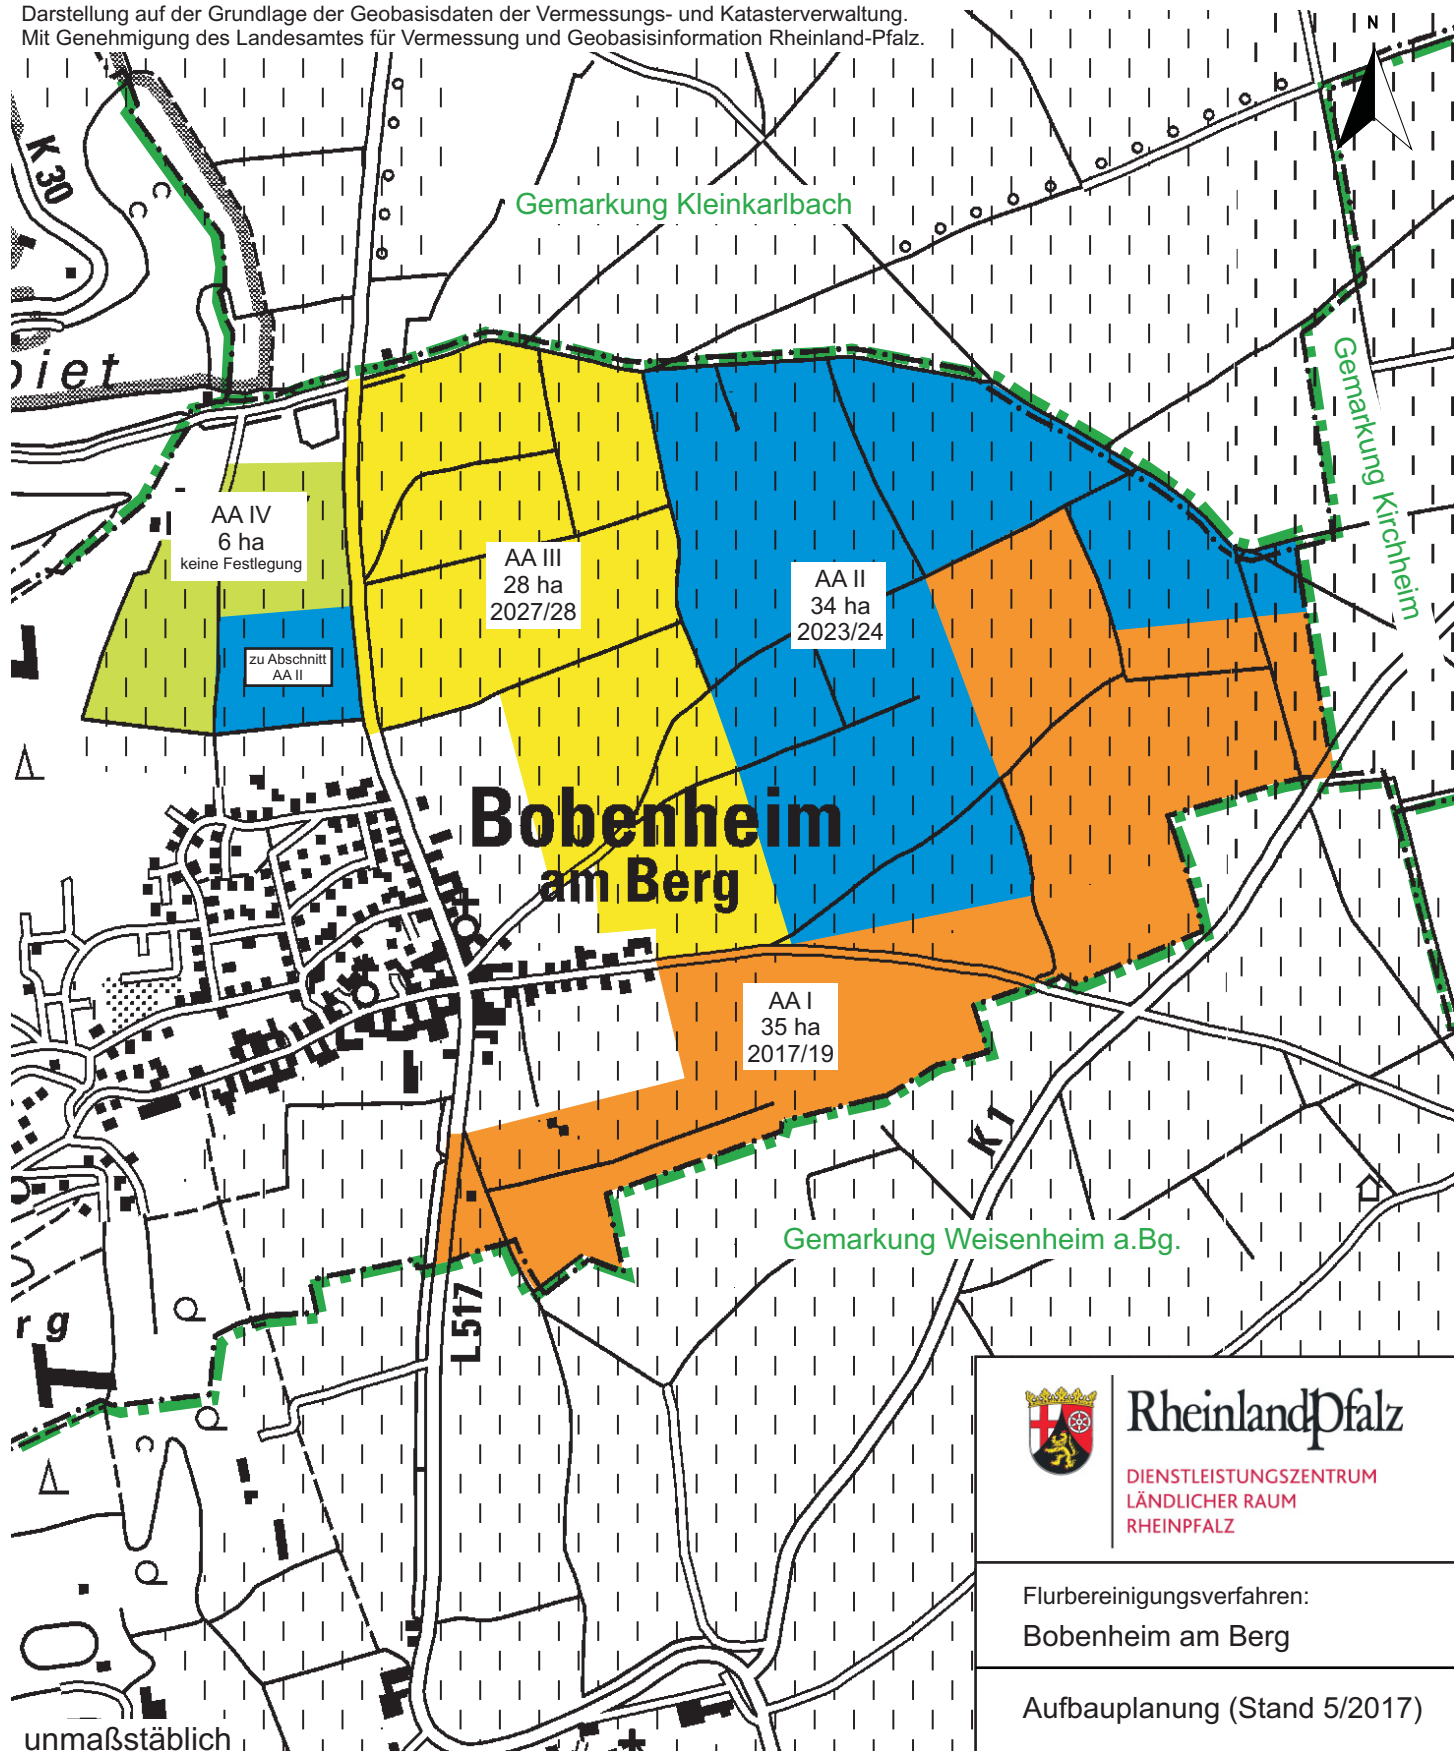 Darstellung auf der Grundlage der Geobasisdaten der Vermessungs- und Katasterverwaltung.
Mit Genehmigung des Landesamtes für Vermessung und Geobasisinformation Rheinland-Pfalz.
N
K 30
Gemarkung Kleinkarlbach
biet
Gemarkung Kirchheim
AA IV
6 ha
keine Festlegung
AA III
28 ha
2027/28
AA II
34 ha
2023/24
zu Abschnitt
AA II
Bobenheim
am Berg
AA I
35 ha
2017/19
K 1
Gemarkung Weisenheim a.Bg.
L517
rg
RheinlandPfalz
DIENSTLEISTUNGSZENTRUM
LÄNDLICHER RAUM
RHEINPFALZ
Flurbereinigungsverfahren:
Bobenheim am Berg
Aufbauplanung (Stand 5/2017)
unmaßstäblich